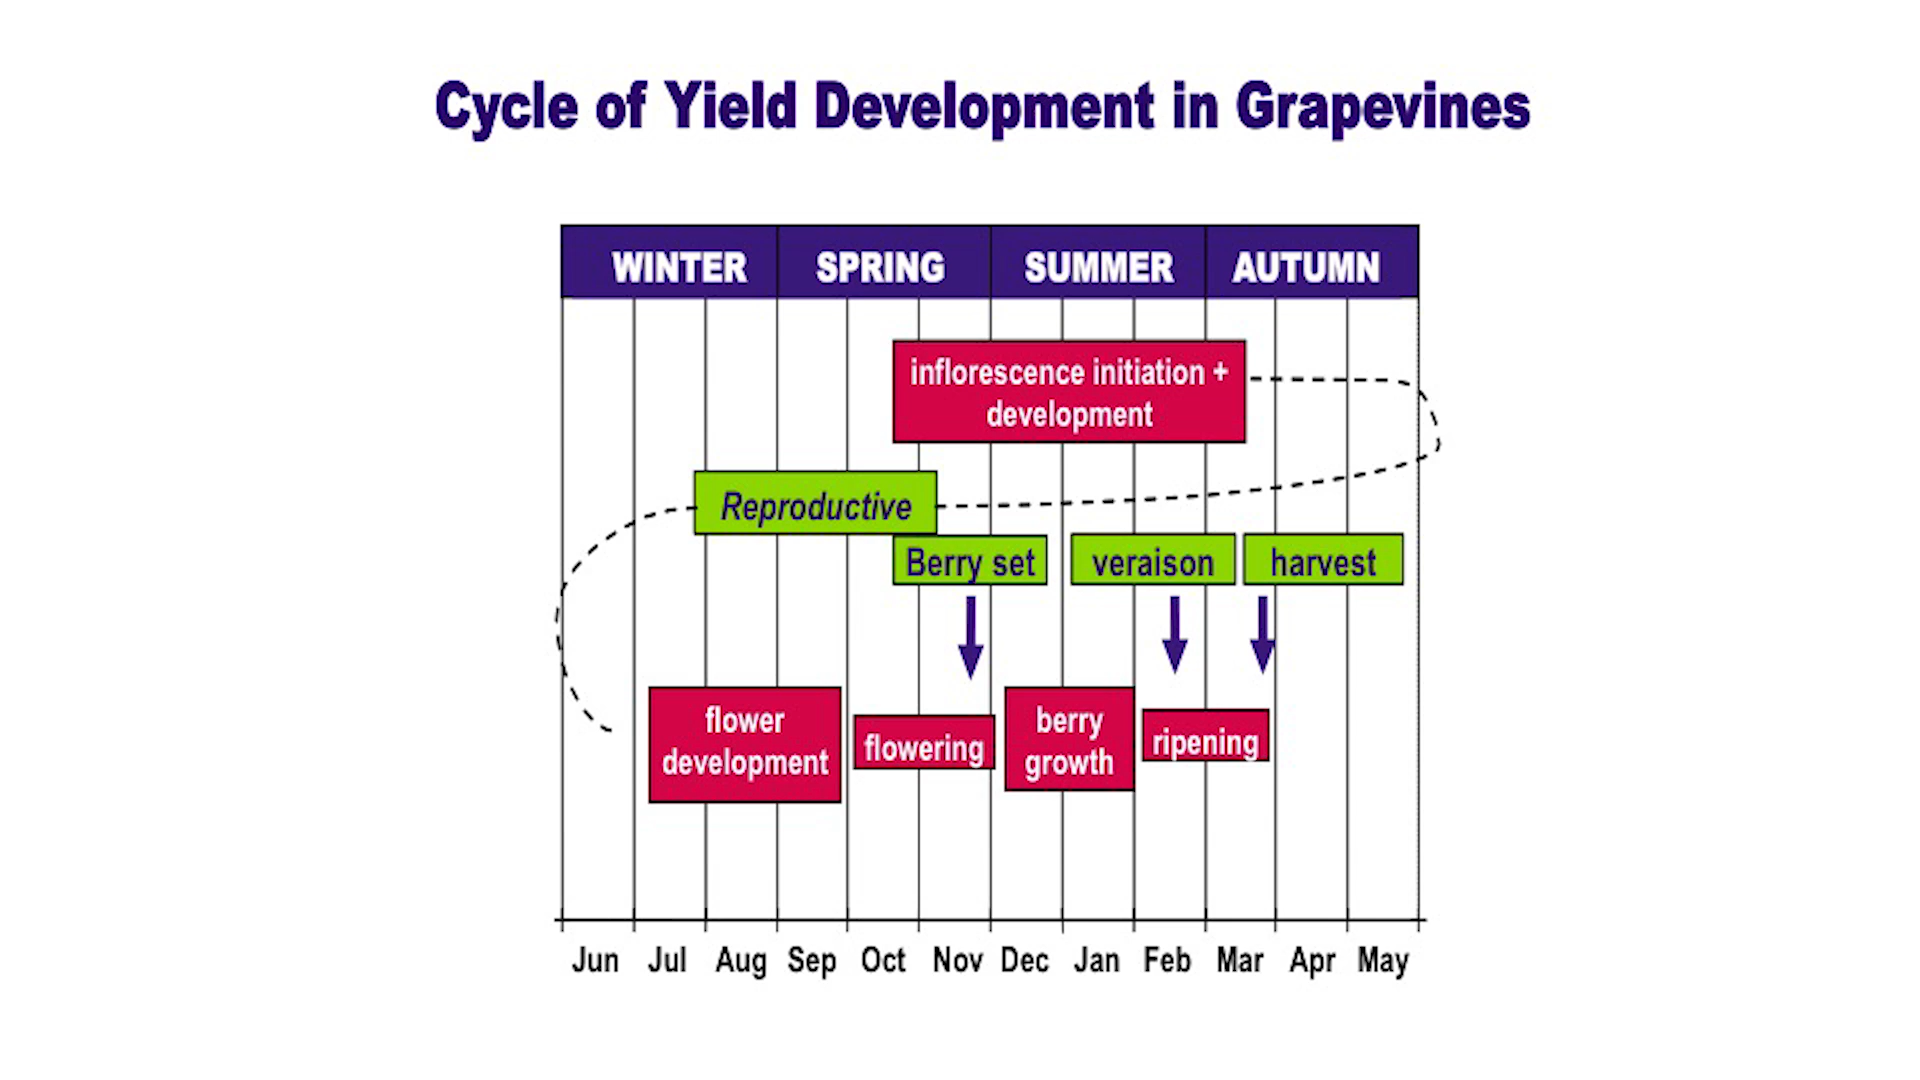 Cycle of Yield Development in Grapevines
WINTER SPRING SUMMER AUTUMN
inflorescence initiation +
development
Reproductive
Berry set veraison harvest
flower
development
flowering
berry
growth
ripening
Jun Jul Aug Sep Oct Nov Dec Jan Feb Mar Apr May